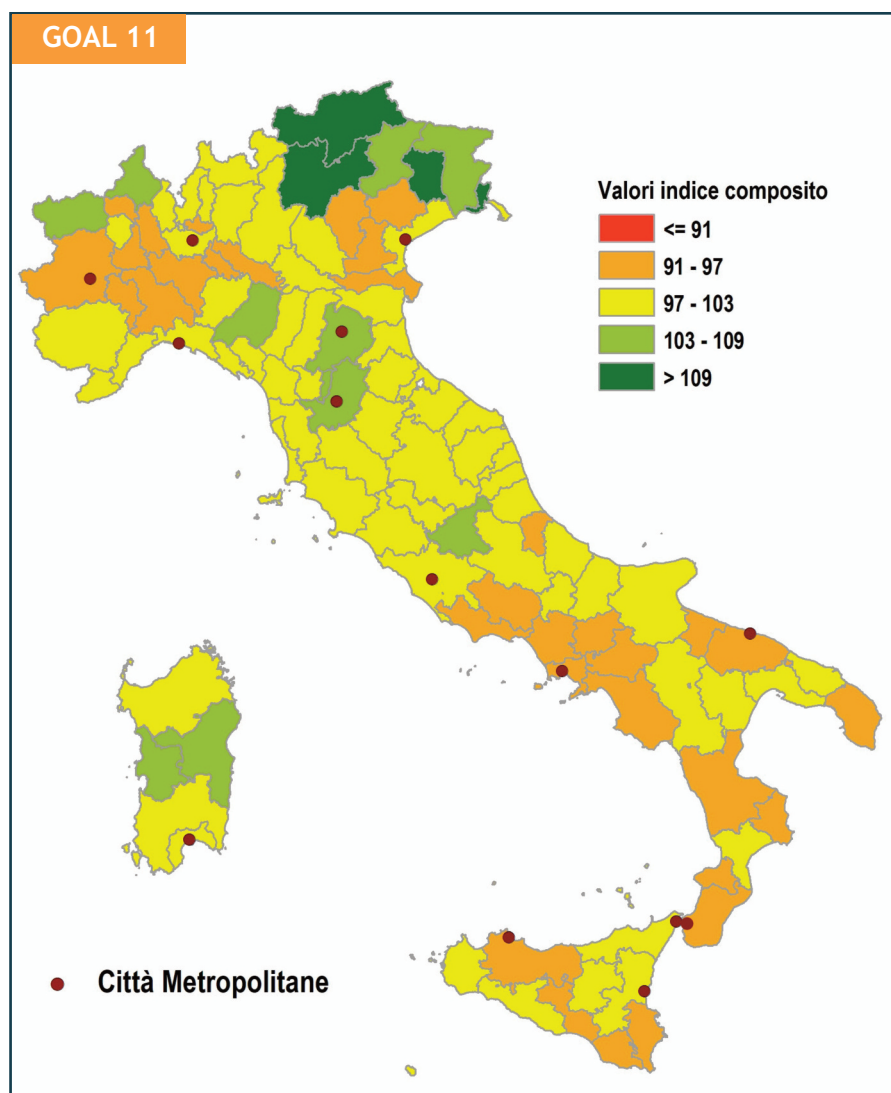 GOAL 11
Valori indice composito
<= 91
91 - 97
97 - 103
103 - 109
> 109
Città Metropolitane